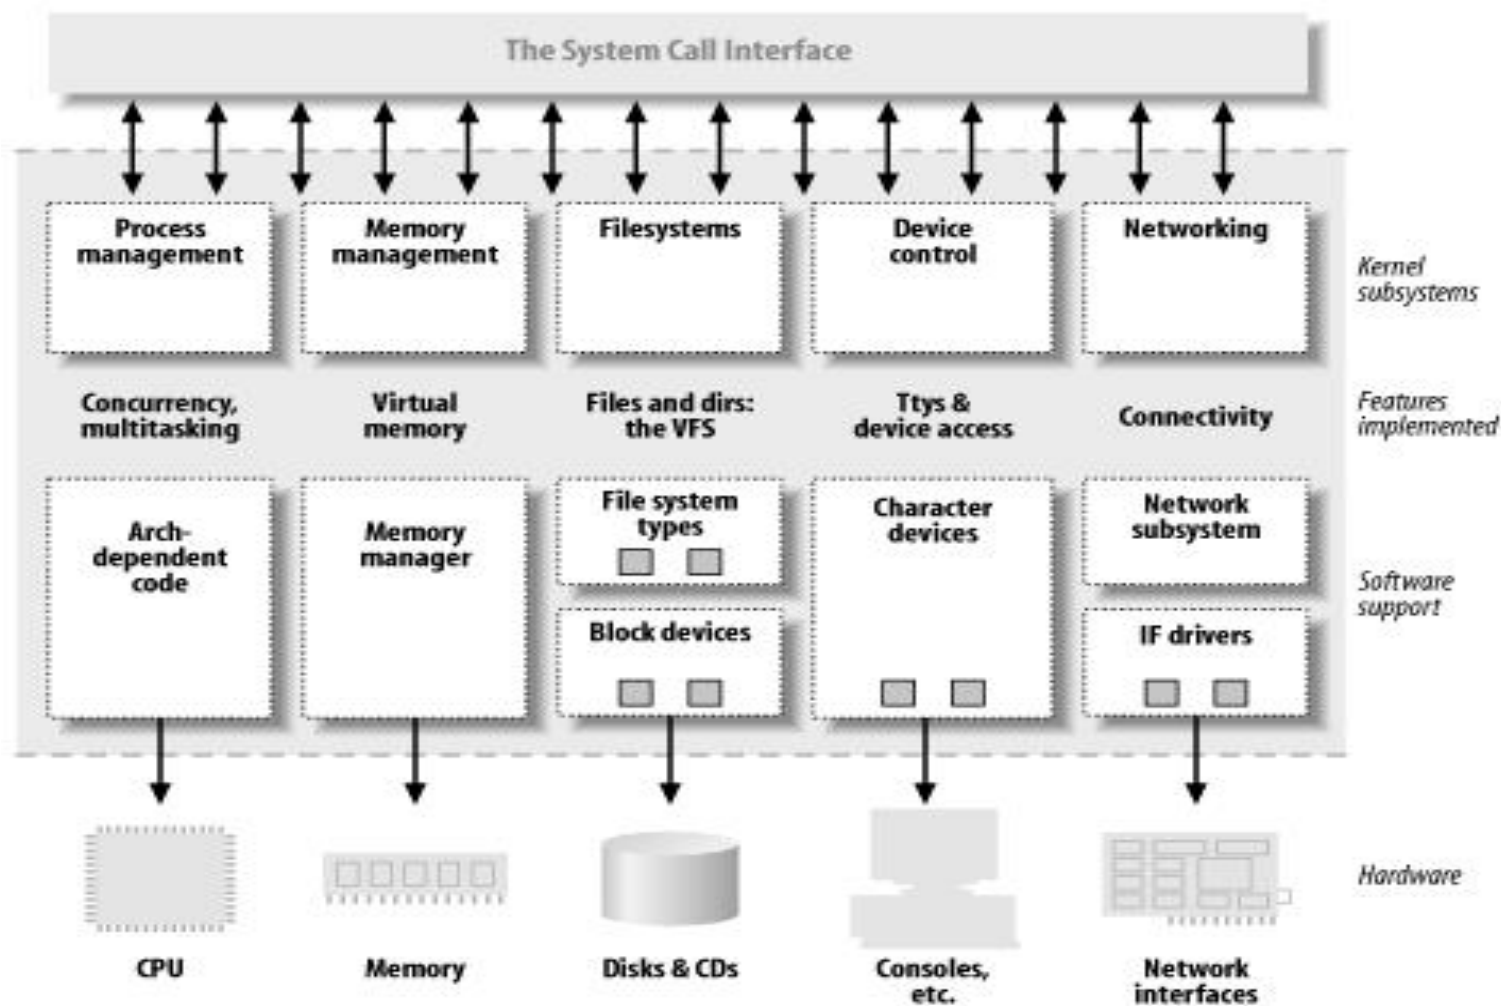 The System Call Interface
Process
management
Memory
management
Filesystems
Device
control
Networking
Kernel
subsystems
Concurrency,
multitasking
Virtual
memory
Files and dirs:
the VFS
Ttys &
device access
Connectivity
Features
implemented
Arch-
dependent
code
Memory
manager
File system
types
Block devices
Character
devices
Network
subsystem
IF drivers
Software
support
Hardware
CPU
Memory
Disks & CDs
Consoles,
etc.
Network
interfaces